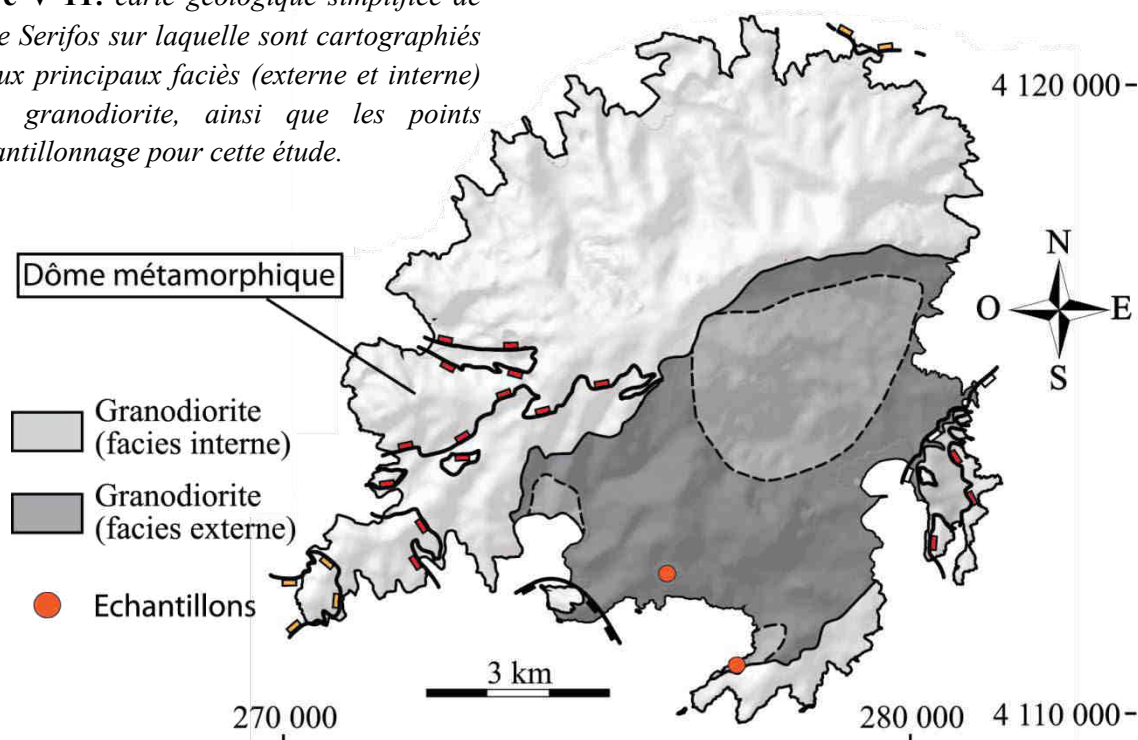 V 11: carte géologique simplifiée de
Serifos sur laquelle sont cartographiés
principaux faciès (externe et interne)
granodiorite, ainsi que les points
pour cette étude.
4 120 000
Dôme métamorphique
N
O
E
S
Granodiorite
(facies interne)
Granodiorite
(facies externe)
Echantillons
3 km
270 000
280 000
4 110 000